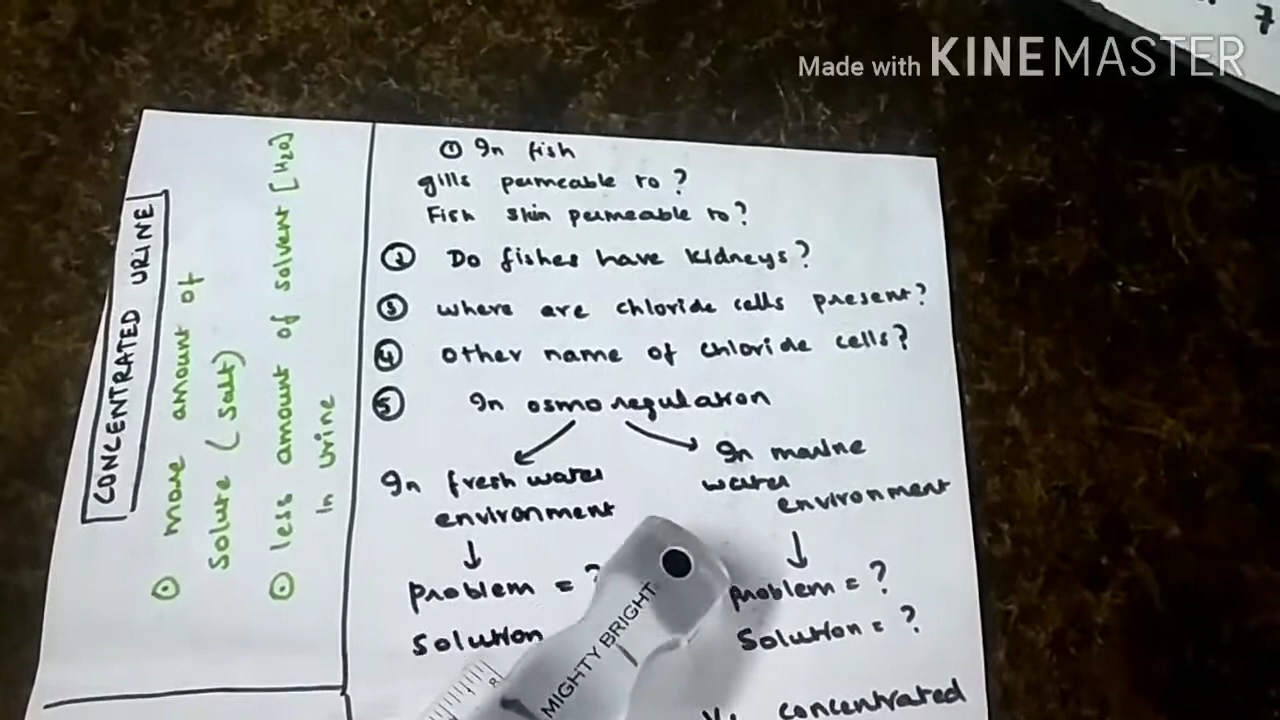 Made with KINEMASTER
7
CONCENTRATED URINE
more amount of
solute (salt)
less amount of solvent [H2O]
in urine
① In fish
gills permeable to ?
Fish skin permeable to ?
② Do fishes have kidneys ?
③ where are chloride cells present ?
④ other name of chloride cells ?
⑤ In osmoregulation
In fresh water
environment
Problem = ?
Solution
In marine
water
environment
Problem = ?
Solution = ?
MIGHTY BRIGHT
concentrated